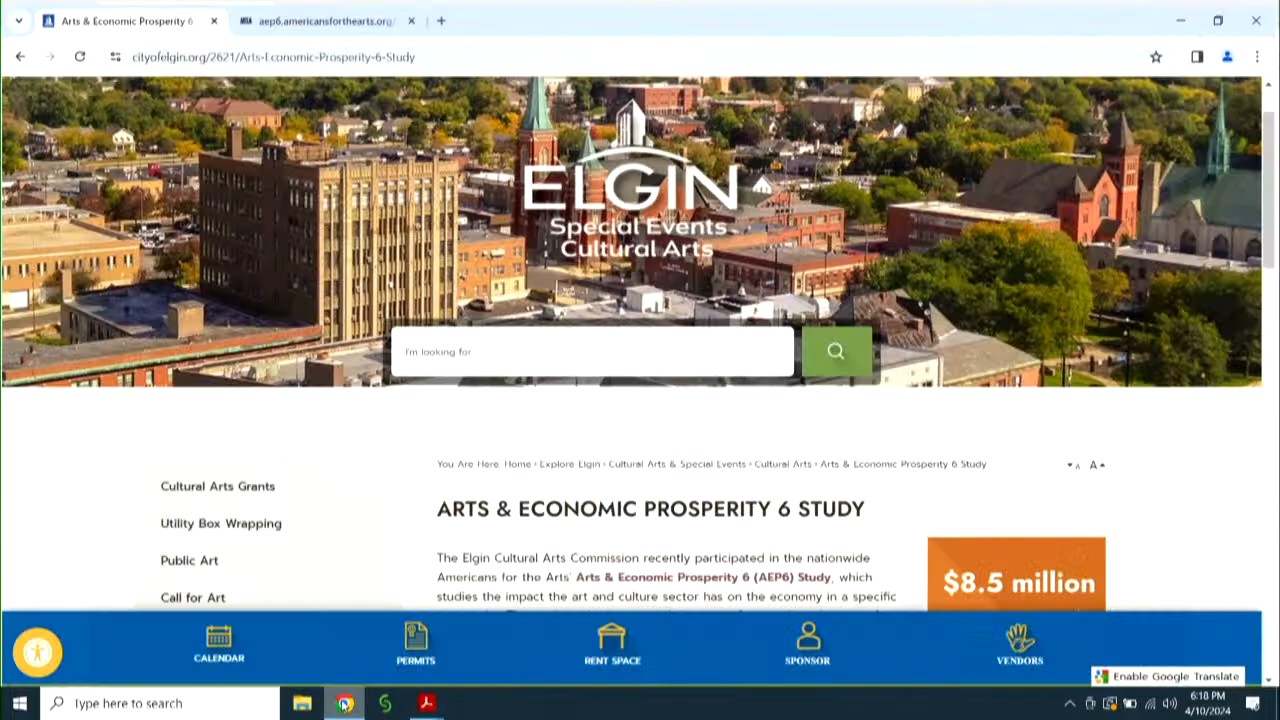 Arts & Economic Prosperity 6
aep6.americansforthearts.org/
cityofelgin.org/2621/Arts-Economic-Prosperity-6-Study
ELGIN
Special Events
Cultural Arts
I'm looking for
You Are Here: Home › Explore Elgin › Cultural Arts & Special Events › Cultural Arts › Arts & Economic Prosperity 6 Study
A A
Cultural Arts Grants
Utility Box Wrapping
Public Art
Call for Art
ARTS & ECONOMIC PROSPERITY 6 STUDY
The Elgin Cultural Arts Commission recently participated in the nationwide
Americans for the Arts' Arts & Economic Prosperity 6 (AEP6) Study, which
studies the impact the art and culture sector has on the economy in a specific
$8.5 million
CALENDAR
PERMITS
RENT SPACE
SPONSOR
VENDORS
Enable Google Translate
Type here to search
6:18 PM
4/10/2024